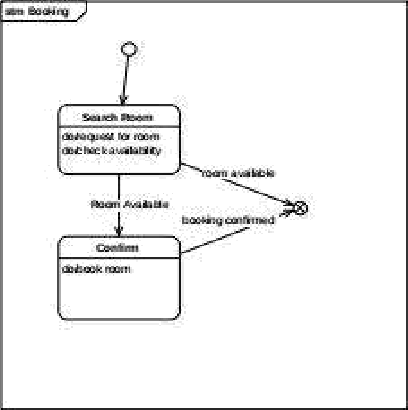 stm Booking
Search Room
do/request for room
do/check availability
room available
Room Available
booking confirmed
Confirm
do/book room